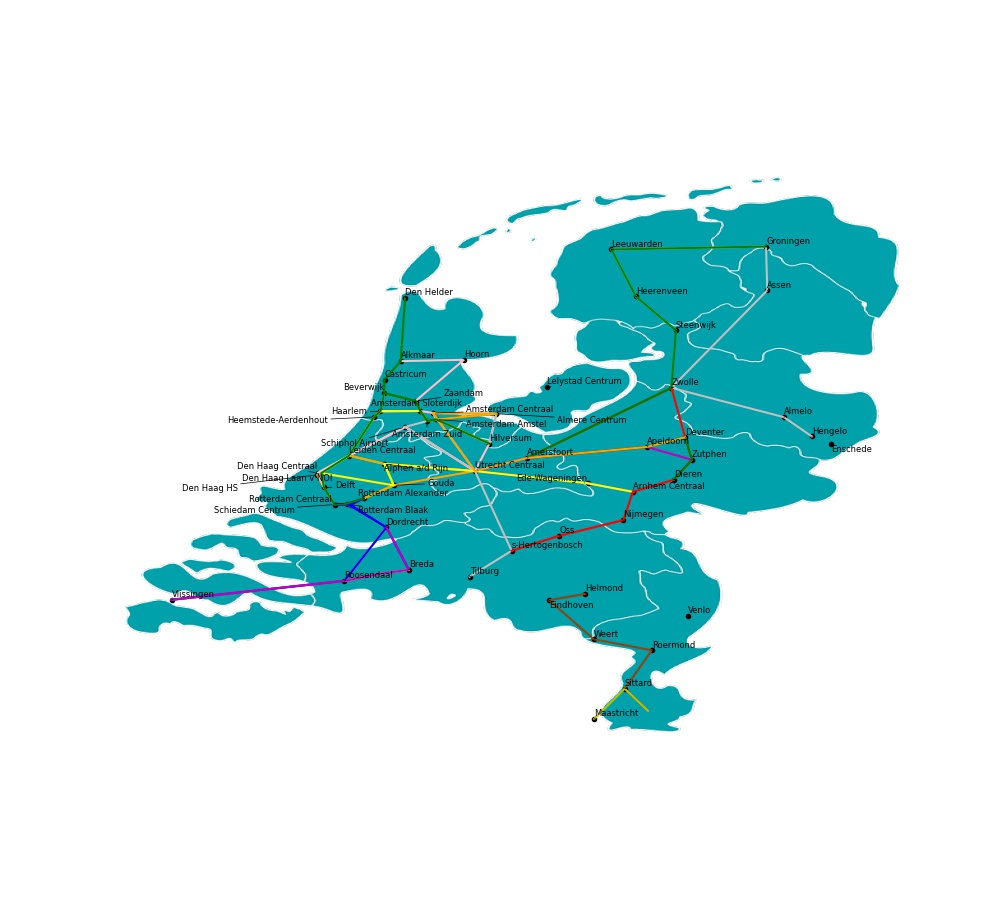 Groningen
Leeuwarden
Assen
Heerenveen
Den Helder
Steenwijk
Alkmaar
Hoorn
Castricum
Zwolle
Lelystad Centrum
Beverwijk
Zaandam
Amsterdam Sloterdijk
Haarlem
Amsterdam Centraal
Almelo
Heemstede-Aerdenhout
Almere Centrum
Amsterdam Amstel
Hengelo
Amsterdam Zuid
Deventer
Hilversum
Schiphol Airport
Apeldoorn
Enschede
Leiden Centraal
Amersfoort
Zutphen
Den Haag Centraal
Alphen a/d Rijn
Utrecht Centraal
Dieren
Den Haag Laan v NOI
Ede-Wageningen
Den Haag HS
Delft
Gouda
Arnhem Centraal
Rotterdam Alexander
Rotterdam Centraal
Schiedam Centrum
Rotterdam Blaak
Nijmegen
Dordrecht
Oss
s-Hertogenbosch
Breda
Tilburg
Roosendaal
Helmond
Vlissingen
Eindhoven
Venlo
Weert
Roermond
Sittard
Maastricht